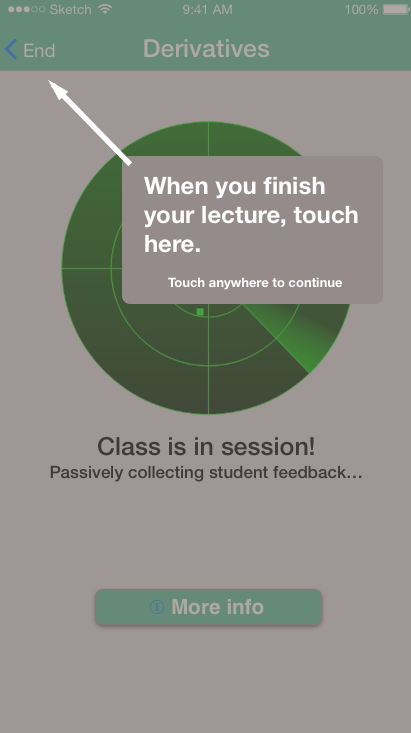 Sketch 9:41 AM 100%
End Derivatives
When you finish
your lecture, touch
here.
Touch anywhere to continue
Class is in session!
Passively collecting student feedback...
More info